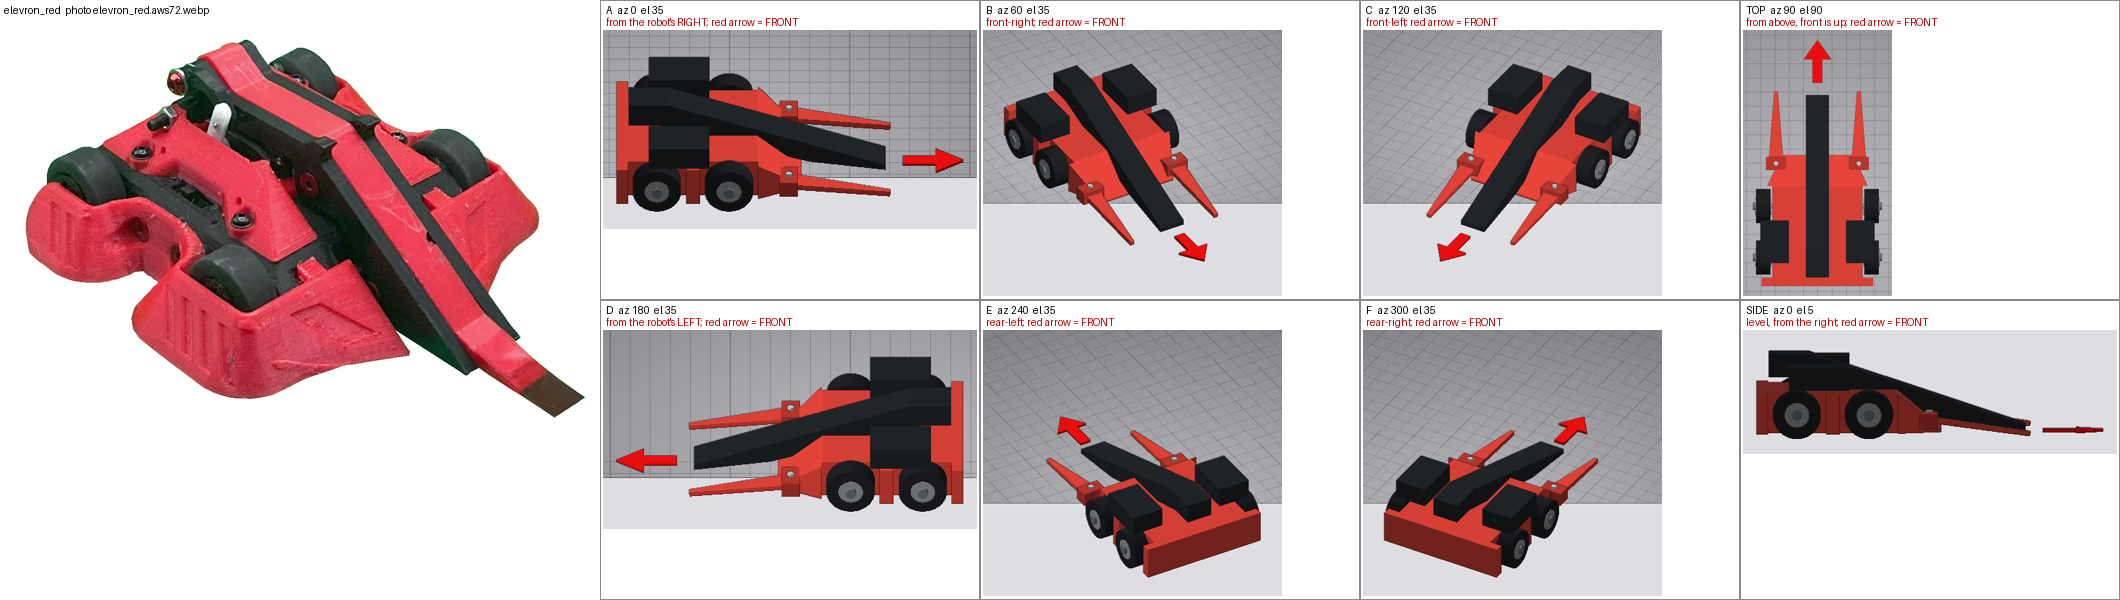 elevron_red photoelevron_red.aws72.webp
A az 0 el 35
from the robot's RIGHT; red arrow = FRONT
B az 60 el 35
front-right; red arrow = FRONT
C az 120 el 35
front-left; red arrow = FRONT
TOP az 90 el 90
from above, front is up; red arrow = FRONT
D az 180 el 35
from the robot's LEFT; red arrow = FRONT
E az 240 el 35
rear-left; red arrow = FRONT
F az 300 el 35
rear-right; red arrow = FRONT
SIDE az 0 el 5
level, from the right; red arrow = FRONT